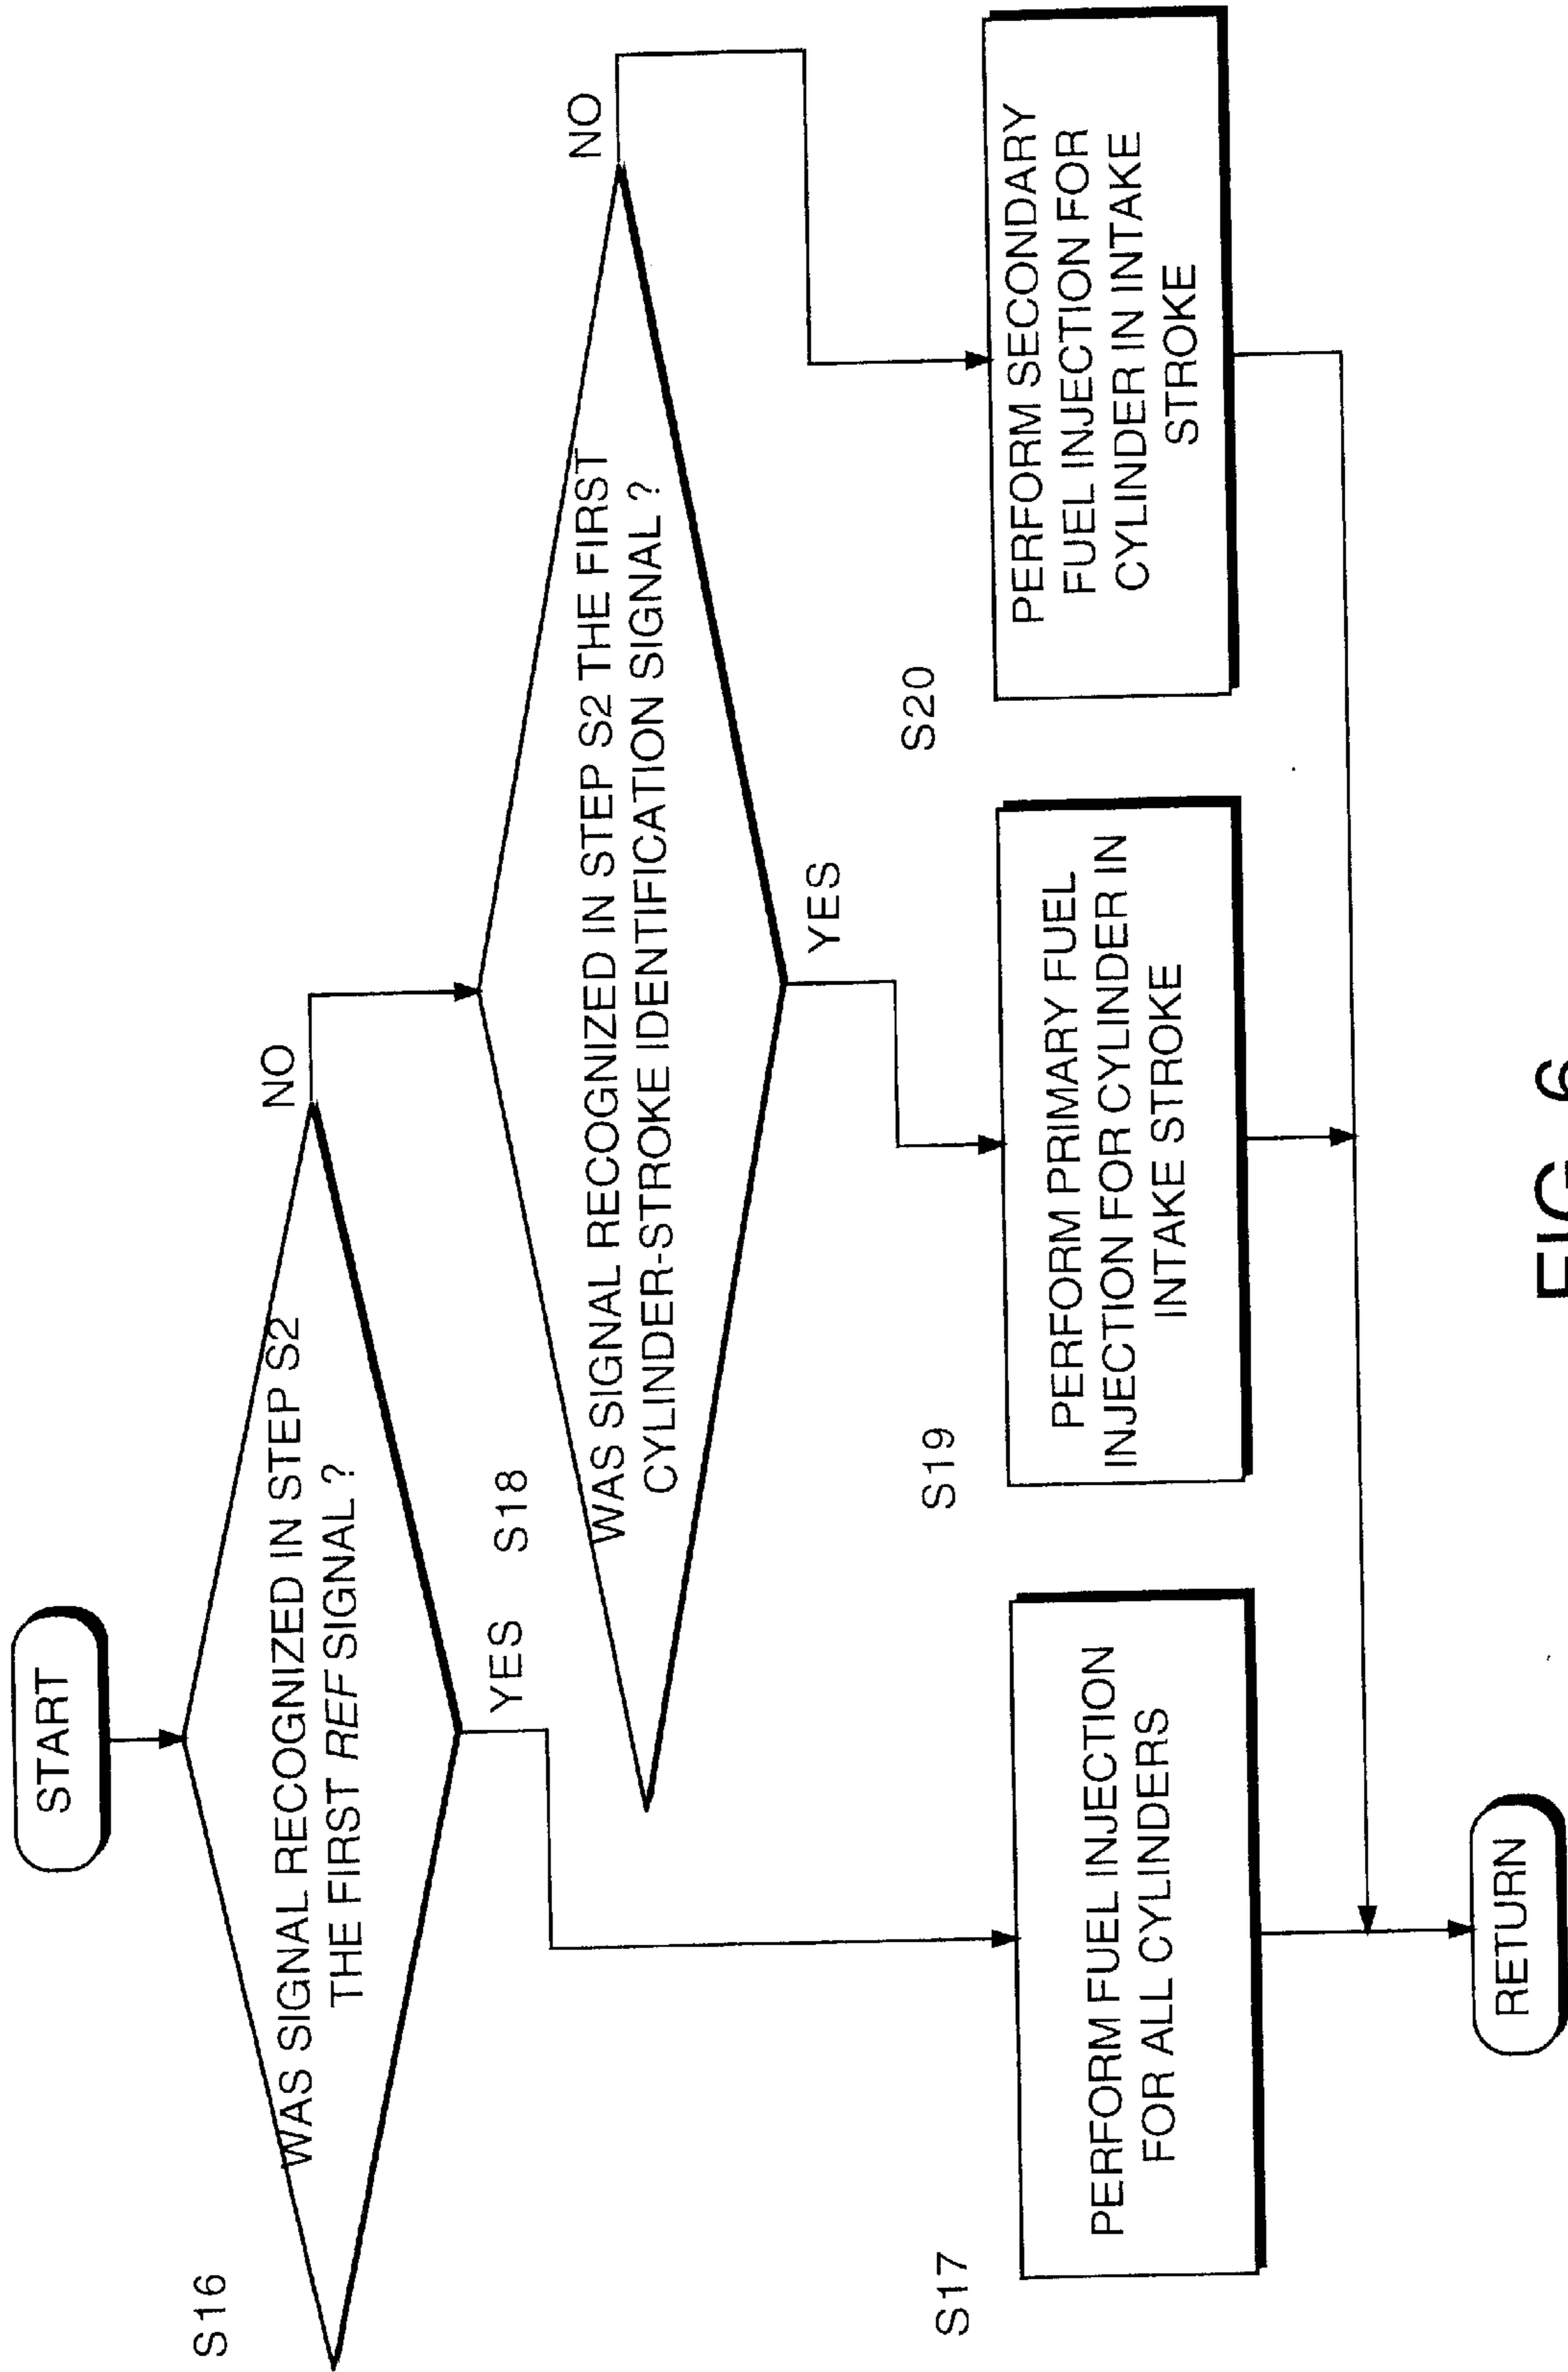 START
S16
WAS SIGNAL RECOGNIZED IN STEP S2
THE FIRST REF SIGNAL ?
NO
YES
S18
WAS SIGNAL RECOGNIZED IN STEP S2 THE FIRST
CYLINDER-STROKE IDENTIFICATION SIGNAL ?
NO
YES
S17
PERFORM FUEL INJECTION
FOR ALL CYLINDERS
S19
PERFORM PRIMARY FUEL
INJECTION FOR CYLINDER IN
INTAKE STROKE
S20
PERFORM SECONDARY
FUEL INJECTION FOR
CYLINDER IN INTAKE
STROKE
RETURN
FIG. 6